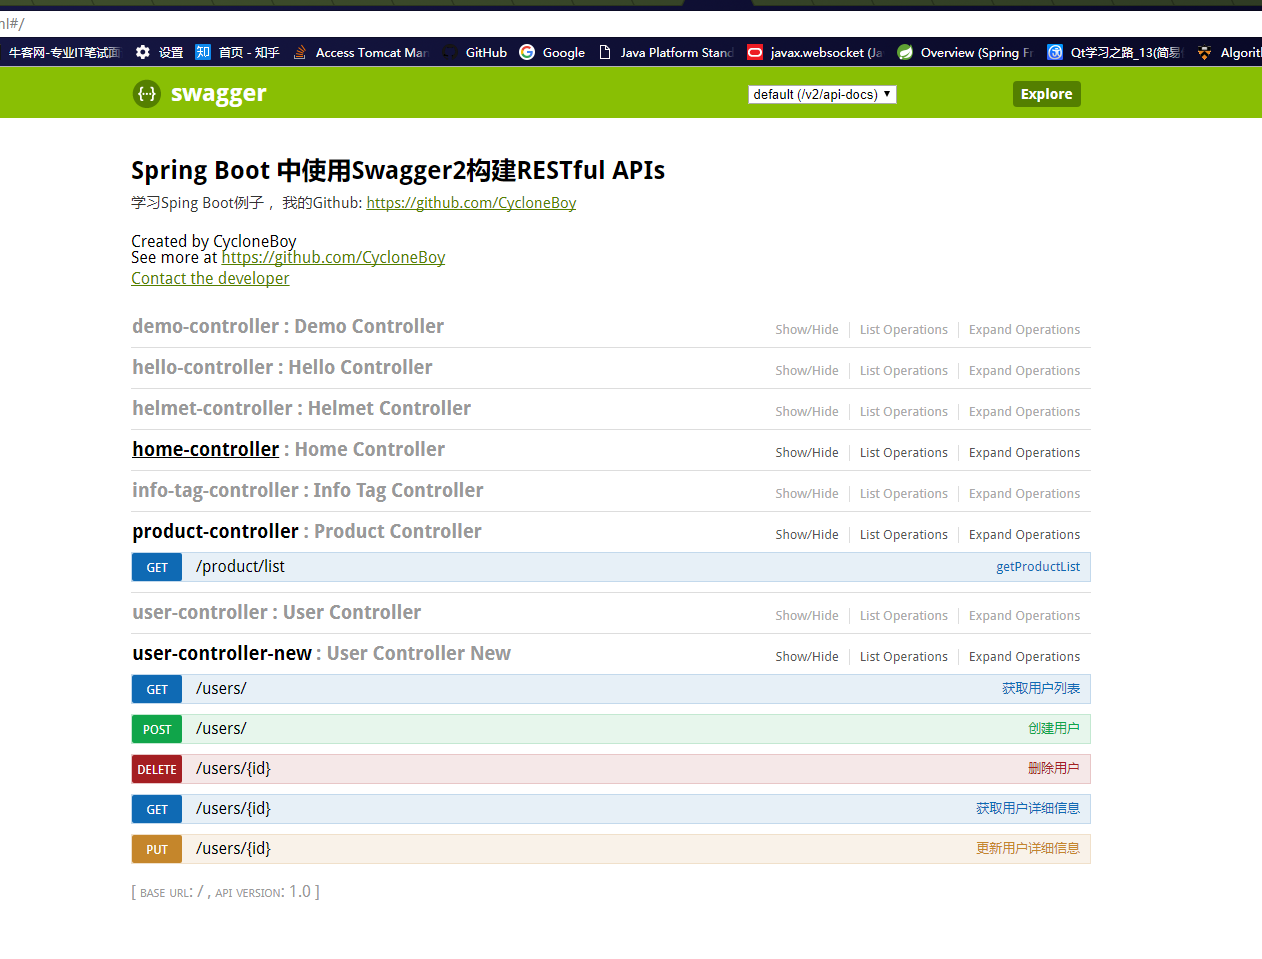 nl#/
牛客网-专业IT笔试面 设置 知 首页 - 知乎 Access Tomcat Man GitHub Google Java Platform Stand javax.websocket (Ja Overview (Spring Fr Qt学习之路_13(简易 Algorith
{··} swagger default (/v2/api-docs) Explore
Spring Boot 中使用Swagger2构建RESTful APIs
学习Sping Boot例子， 我的Github: https://github.com/CycloneBoy
Created by CycloneBoy
See more at https://github.com/CycloneBoy
Contact the developer
demo-controller : Demo Controller Show/Hide List Operations Expand Operations
hello-controller : Hello Controller Show/Hide List Operations Expand Operations
helmet-controller : Helmet Controller Show/Hide List Operations Expand Operations
home-controller : Home Controller Show/Hide List Operations Expand Operations
info-tag-controller : Info Tag Controller Show/Hide List Operations Expand Operations
product-controller : Product Controller Show/Hide List Operations Expand Operations
GET /product/list getProductList
user-controller : User Controller Show/Hide List Operations Expand Operations
user-controller-new : User Controller New Show/Hide List Operations Expand Operations
GET /users/ 获取用户列表
POST /users/ 创建用户
DELETE /users/{id} 删除用户
GET /users/{id} 获取用户详细信息
PUT /users/{id} 更新用户详细信息
[ BASE URL: / , API VERSION: 1.0 ]